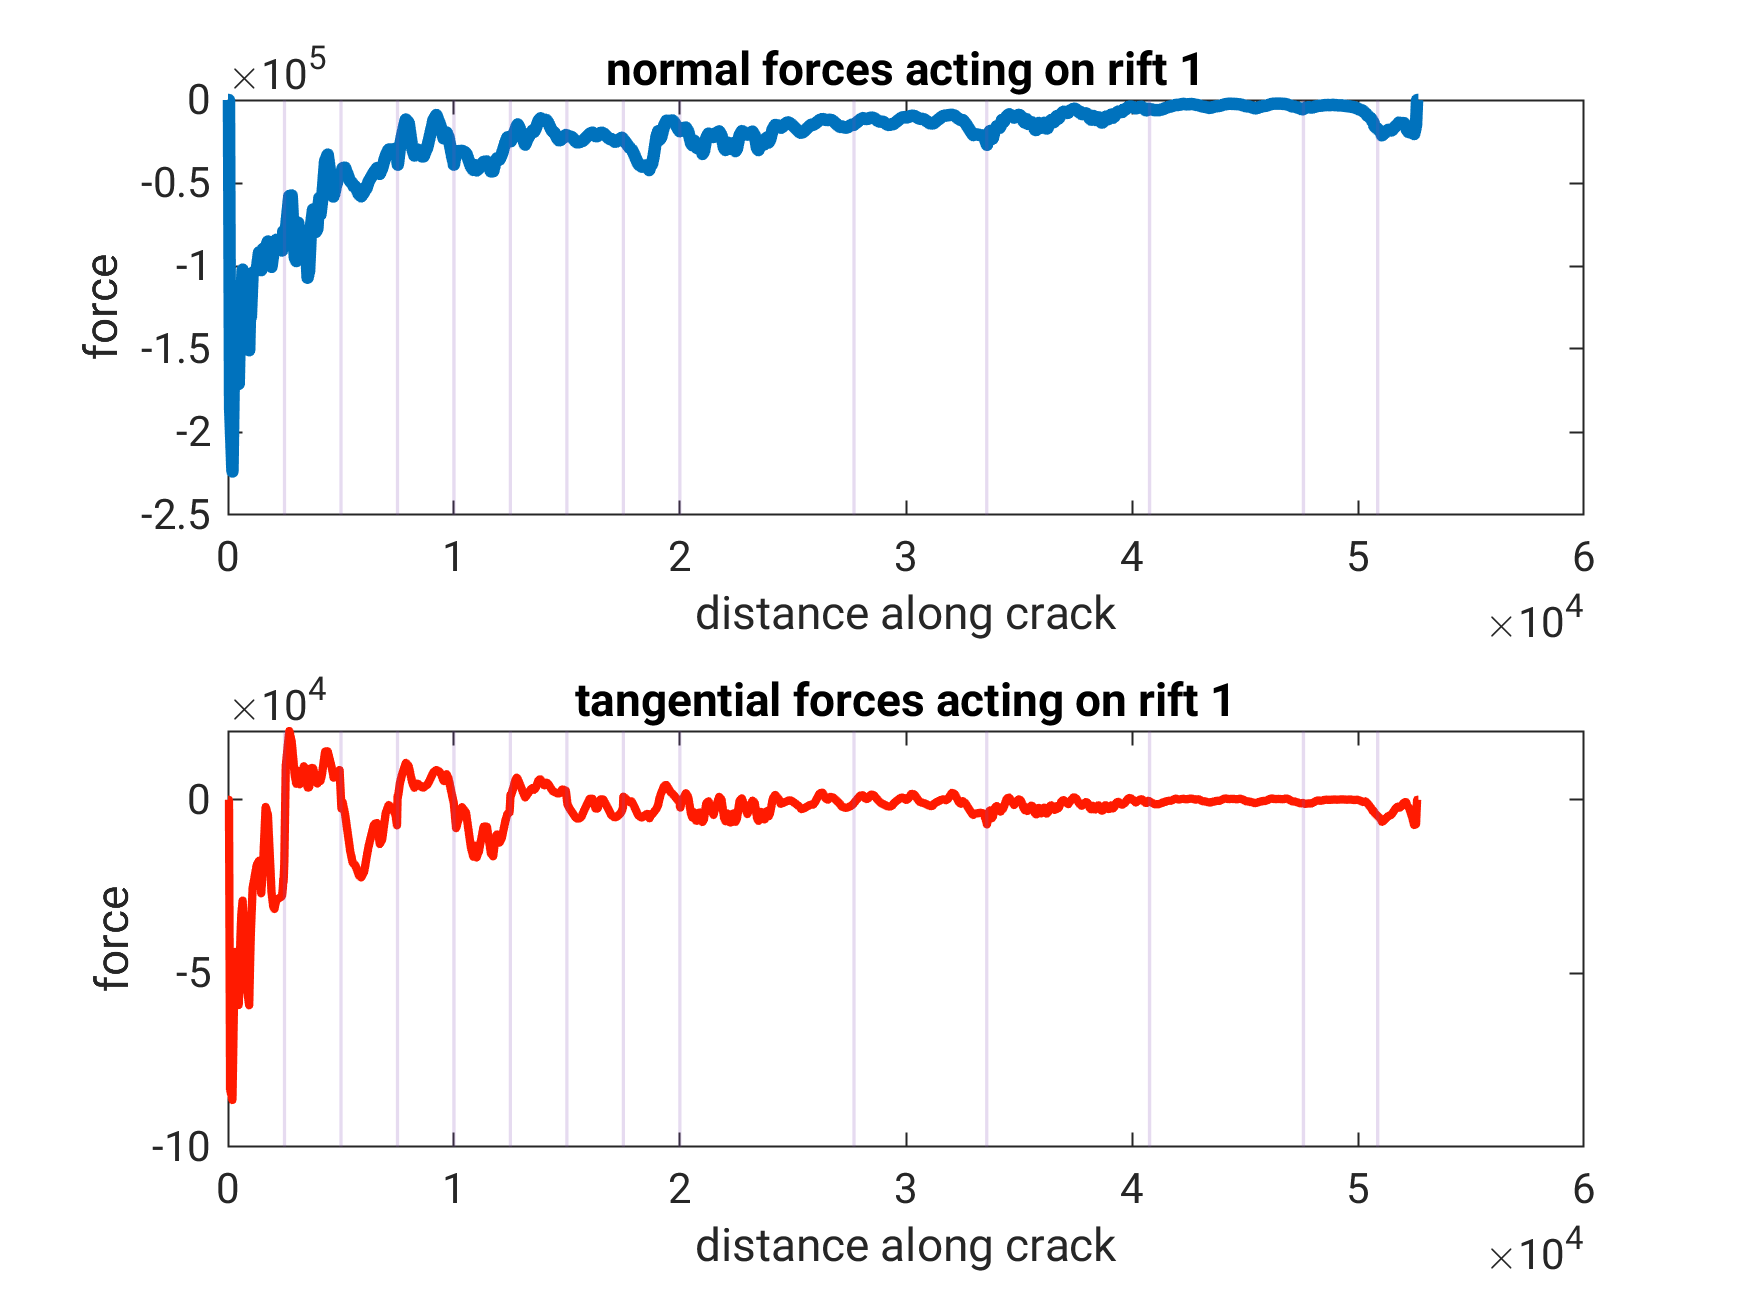 ×10^5
normal forces acting on rift 1
0
-0.5
-1
-1.5
-2
-2.5
force
0 1 2 3 4 5 6
distance along crack
×10^4
×10^4
tangential forces acting on rift 1
0
-5
-10
force
0 1 2 3 4 5 6
distance along crack
×10^4